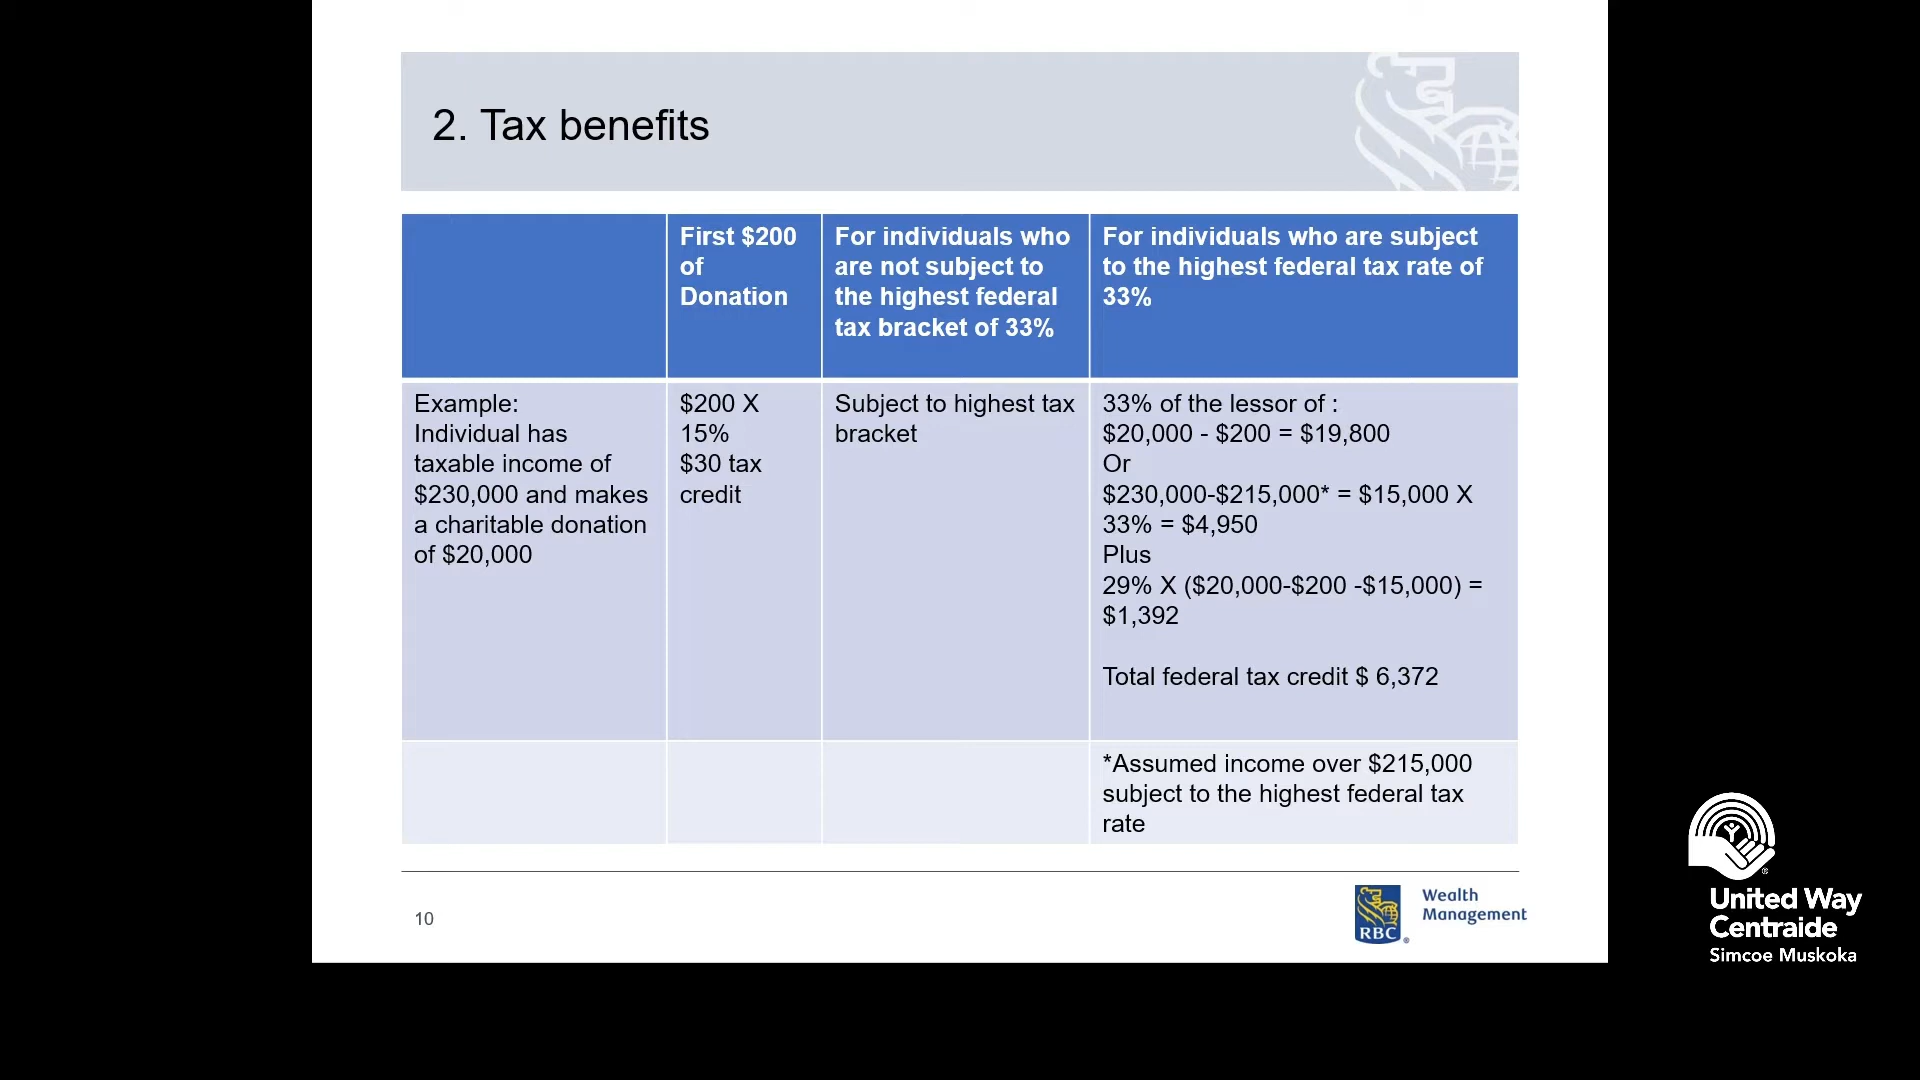 2. Tax benefits
First $200
of
Donation
For individuals who
are not subject to
the highest federal
tax bracket of 33%
For individuals who are subject
to the highest federal tax rate of
33%
Example:
Individual has
taxable income of
$230,000 and makes
a charitable donation
of $20,000
$200 X
15%
$30 tax
credit
Subject to highest tax
bracket
33% of the lessor of :
$20,000 - $200 = $19,800
Or
$230,000-$215,000* = $15,000 X
33% = $4,950
Plus
29% X ($20,000-$200 -$15,000) =
$1,392
Total federal tax credit $ 6,372
*Assumed income over $215,000
subject to the highest federal tax
rate
10
RBC®
Wealth
Management
®
United Way
Centraide
Simcoe Muskoka